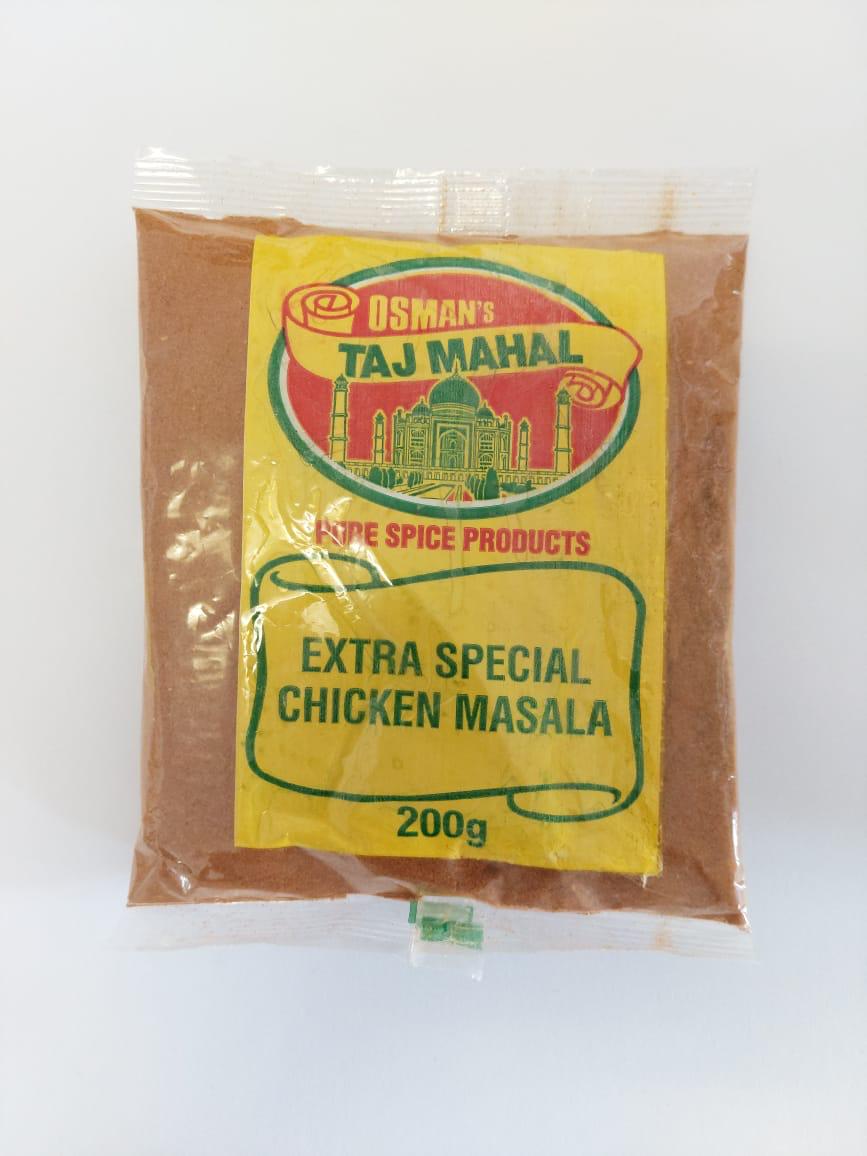 OSMAN'S
TAJ MAHAL
PURE SPICE PRODUCTS
EXTRA SPECIAL
CHICKEN MASALA
200g